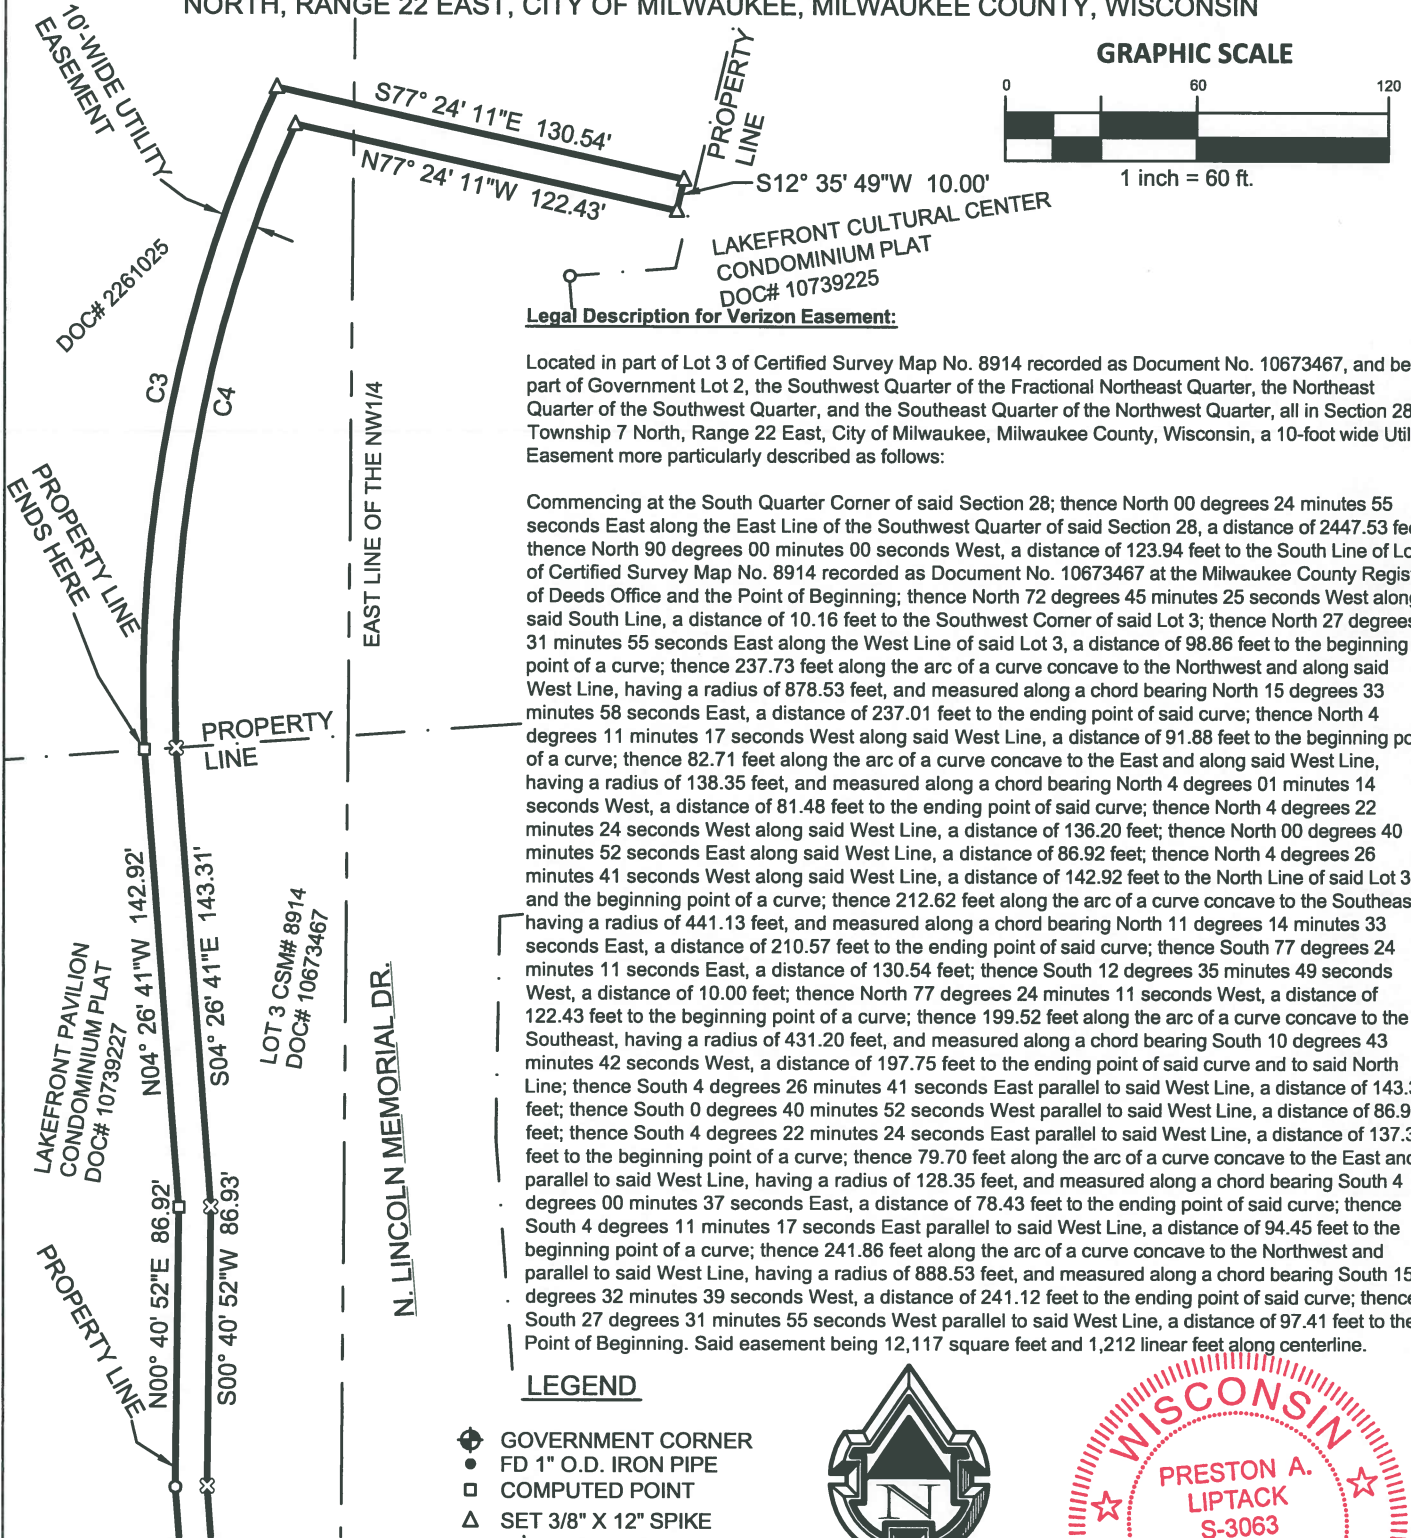 NORTH, RANGE 22 EAST, CITY OF MILWAUKEE, MILWAUKEE COUNTY, WISCONSIN
10'-WIDE UTILITY
EASEMENT
S77° 24' 11"E 130.54'
N77° 24' 11"W 122.43'
PROPERTY
LINE
S12° 35' 49"W 10.00'
GRAPHIC SCALE
0 60 120
1 inch = 60 ft.
LAKEFRONT CULTURAL CENTER
CONDOMINIUM PLAT
DOC# 10739225
DOC# 2261025
C3
C4
EAST LINE OF THE NW1/4
PROPERTY LINE
ENDS HERE
PROPERTY
LINE
N04° 26' 41"W 142.92'
S04° 26' 41"E 143.31'
LAKEFRONT PAVILION
CONDOMINIUM PLAT
DOC# 10739227
LOT 3 CSM# 8914
DOC# 10673467
N. LINCOLN MEMORIAL DR.
N00° 40' 52"E 86.92'
S00° 40' 52"W 86.93'
PROPERTY LINE
Legal Description for Verizon Easement:
Located in part of Lot 3 of Certified Survey Map No. 8914 recorded as Document No. 10673467, and be
part of Government Lot 2, the Southwest Quarter of the Fractional Northeast Quarter, the Northeast
Quarter of the Southwest Quarter, and the Southeast Quarter of the Northwest Quarter, all in Section 28
Township 7 North, Range 22 East, City of Milwaukee, Milwaukee County, Wisconsin, a 10-foot wide Util
Easement more particularly described as follows:
Commencing at the South Quarter Corner of said Section 28; thence North 00 degrees 24 minutes 55
seconds East along the East Line of the Southwest Quarter of said Section 28, a distance of 2447.53 fe
thence North 90 degrees 00 minutes 00 seconds West, a distance of 123.94 feet to the South Line of Lo
of Certified Survey Map No. 8914 recorded as Document No. 10673467 at the Milwaukee County Regis
of Deeds Office and the Point of Beginning; thence North 72 degrees 45 minutes 25 seconds West along
said South Line, a distance of 10.16 feet to the Southwest Corner of said Lot 3; thence North 27 degrees
31 minutes 55 seconds East along the West Line of said Lot 3, a distance of 98.86 feet to the beginning
point of a curve; thence 237.73 feet along the arc of a curve concave to the Northwest and along said
West Line, having a radius of 878.53 feet, and measured along a chord bearing North 15 degrees 33
minutes 58 seconds East, a distance of 237.01 feet to the ending point of said curve; thence North 4
degrees 11 minutes 17 seconds West along said West Line, a distance of 91.88 feet to the beginning po
of a curve; thence 82.71 feet along the arc of a curve concave to the East and along said West Line,
having a radius of 138.35 feet, and measured along a chord bearing North 4 degrees 01 minutes 14
seconds West, a distance of 81.48 feet to the ending point of said curve; thence North 4 degrees 22
minutes 24 seconds West along said West Line, a distance of 136.20 feet; thence North 00 degrees 40
minutes 52 seconds East along said West Line, a distance of 86.92 feet; thence North 4 degrees 26
minutes 41 seconds West along said West Line, a distance of 142.92 feet to the North Line of said Lot 3
and the beginning point of a curve; thence 212.62 feet along the arc of a curve concave to the Southeas
having a radius of 441.13 feet, and measured along a chord bearing North 11 degrees 14 minutes 33
seconds East, a distance of 210.57 feet to the ending point of said curve; thence South 77 degrees 24
minutes 11 seconds East, a distance of 130.54 feet; thence South 12 degrees 35 minutes 49 seconds
West, a distance of 10.00 feet; thence North 77 degrees 24 minutes 11 seconds West, a distance of
122.43 feet to the beginning point of a curve; thence 199.52 feet along the arc of a curve concave to the
Southeast, having a radius of 431.20 feet, and measured along a chord bearing South 10 degrees 43
minutes 42 seconds West, a distance of 197.75 feet to the ending point of said curve and to said North
Line; thence South 4 degrees 26 minutes 41 seconds East parallel to said West Line, a distance of 143.3
feet; thence South 0 degrees 40 minutes 52 seconds West parallel to said West Line, a distance of 86.9
feet; thence South 4 degrees 22 minutes 24 seconds East parallel to said West Line, a distance of 137.3
feet to the beginning point of a curve; thence 79.70 feet along the arc of a curve concave to the East and
parallel to said West Line, having a radius of 128.35 feet, and measured along a chord bearing South 4
degrees 00 minutes 37 seconds East, a distance of 78.43 feet to the ending point of said curve; thence
South 4 degrees 11 minutes 17 seconds East parallel to said West Line, a distance of 94.45 feet to the
beginning point of a curve; thence 241.86 feet along the arc of a curve concave to the Northwest and
parallel to said West Line, having a radius of 888.53 feet, and measured along a chord bearing South 15
degrees 32 minutes 39 seconds West, a distance of 241.12 feet to the ending point of said curve; thence
South 27 degrees 31 minutes 55 seconds West parallel to said West Line, a distance of 97.41 feet to the
Point of Beginning. Said easement being 12,117 square feet and 1,212 linear feet along centerline.
LEGEND
GOVERNMENT CORNER
FD 1" O.D. IRON PIPE
COMPUTED POINT
SET 3/8" X 12" SPIKE
N
WISCONSIN
PRESTON A.
LIPTACK
S-3063